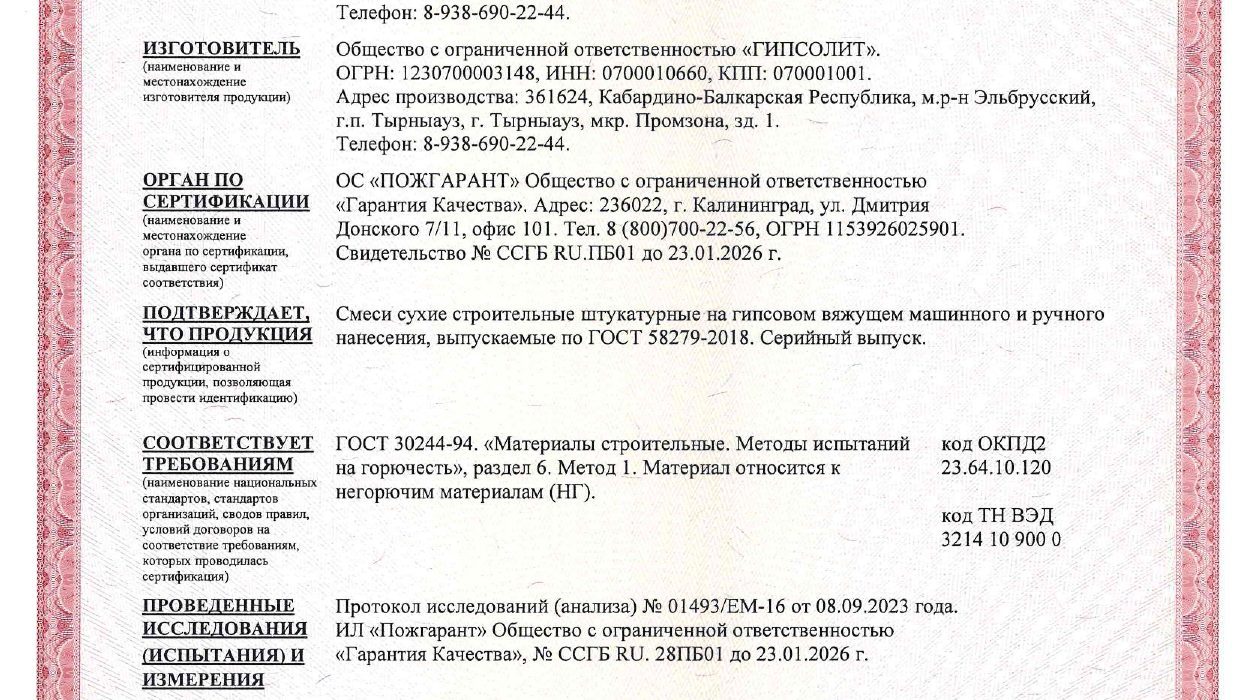 Телефон: 8-938-690-22-44.
ИЗГОТОВИТЕЛЬ
(наименование и
местонахождение
изготовителя продукции)
Общество с ограниченной ответственностью «ГИПСОЛИТ».
ОГРН: 1230700003148, ИНН: 0700010660, КПП: 070001001.
Адрес производства: 361624, Кабардино-Балкарская Республика, м.р-н Эльбрусский,
г.п. Тырныауз, г. Тырныауз, мкр. Промзона, зд. 1.
Телефон: 8-938-690-22-44.
ОРГАН ПО
СЕРТИФИКАЦИИ
(наименование и
местонахождение
органа по сертификации,
выдавшего сертификат
соответствия)
ОС «ПОЖГАРАНТ» Общество с ограниченной ответственностью
«Гарантия Качества». Адрес: 236022, г. Калининград, ул. Дмитрия
Донского 7/11, офис 101. Тел. 8 (800)700-22-56, ОГРН 1153926025901.
Свидетельство № ССГБ RU.ПБ01 до 23.01.2026 г.
ПОДТВЕРЖДАЕТ,
ЧТО ПРОДУКЦИЯ
(информация о
сертифицированной
продукции, позволяющая
провести идентификацию)
Смеси сухие строительные штукатурные на гипсовом вяжущем машинного и ручного
нанесения, выпускаемые по ГОСТ 58279-2018. Серийный выпуск.
СООТВЕТСТВУЕТ
ТРЕБОВАНИЯМ
(наименование национальных
стандартов, стандартов
организаций, сводов правил,
условий договоров на
соответствие требованиям,
которых проводилась
сертификация)
ГОСТ 30244-94. «Материалы строительные. Методы испытаний
на горючесть», раздел 6. Метод 1. Материал относится к
негорючим материалам (НГ).
код ОКПД2
23.64.10.120
код ТН ВЭД
3214 10 900 0
ПРОВЕДЕННЫЕ
ИССЛЕДОВАНИЯ
(ИСПЫТАНИЯ) И
ИЗМЕРЕНИЯ
Протокол исследований (анализа) № 01493/ЕМ-16 от 08.09.2023 года.
ИЛ «Пожгарант» Общество с ограниченной ответственностью
«Гарантия Качества», № ССГБ RU. 28ПБ01 до 23.01.2026 г.